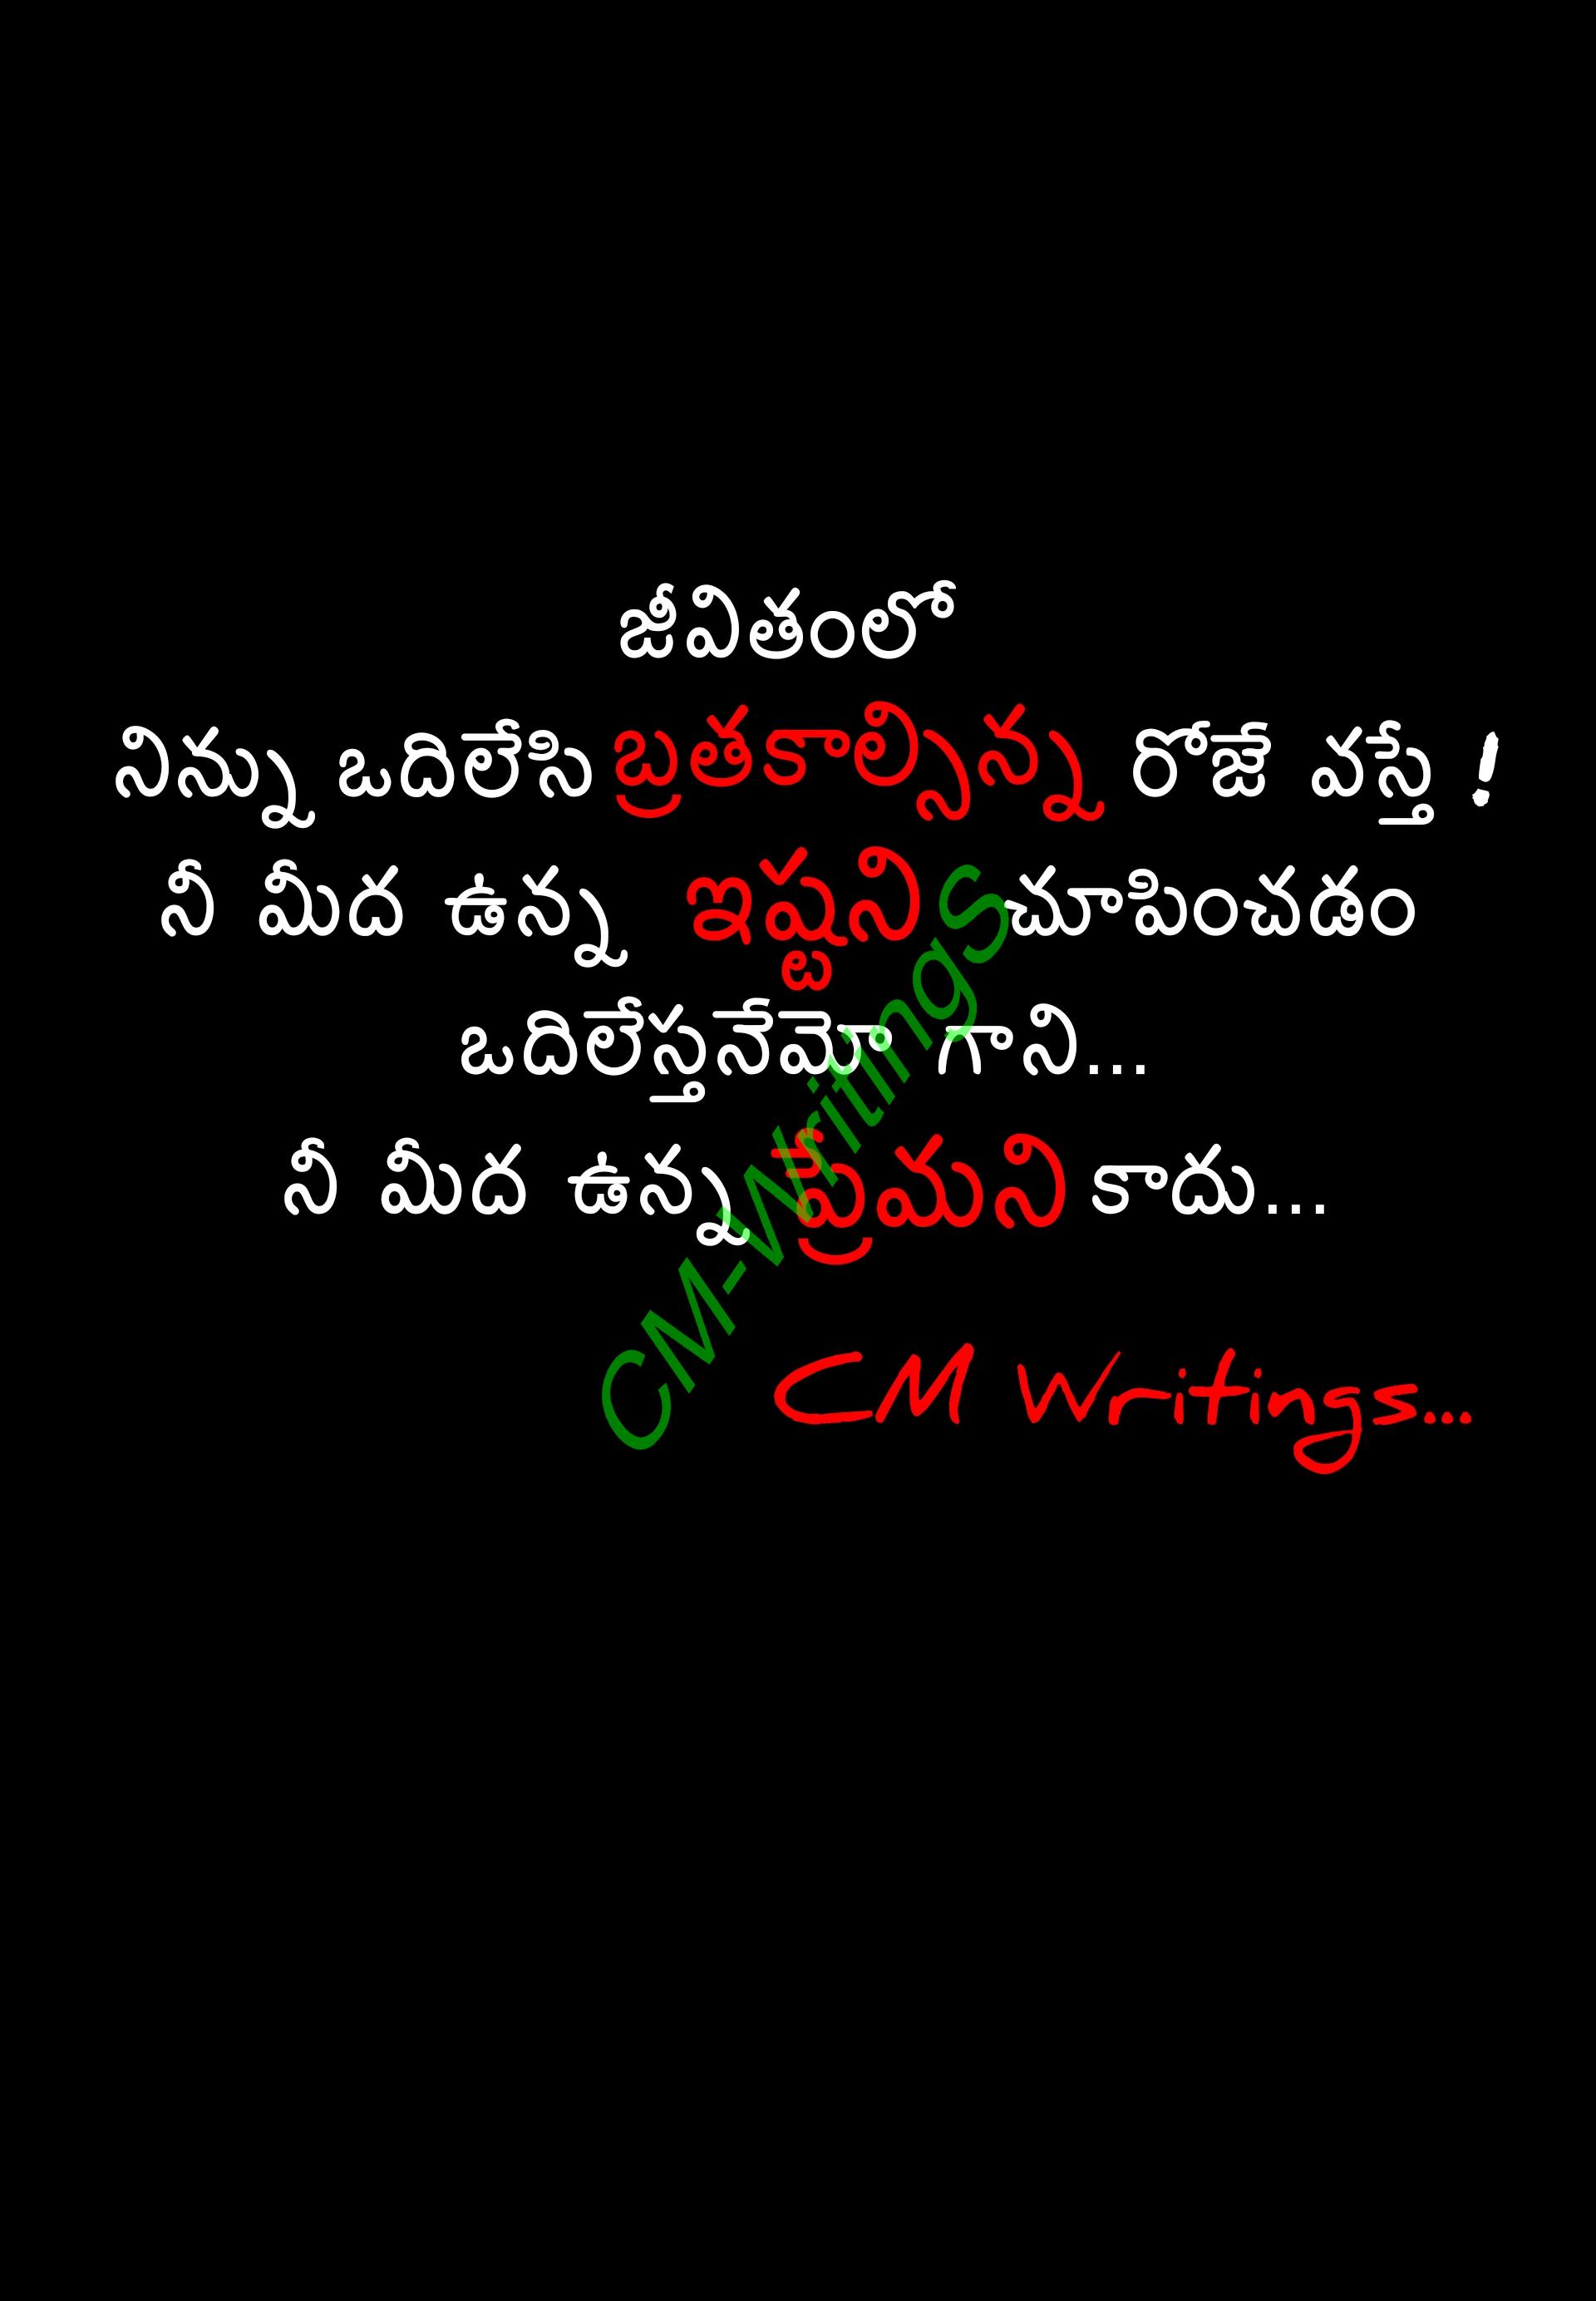 జీవితంలో
నిన్ను ఒదిలేసి బ్రతకాల్సిన్న రోజే వస్తే !
నీ మీద ఉన్న ఇష్టని చూపించడం
ఒదిలేస్తనేమో గాని...
నీ మీద ఉన్న ప్రేమని కాదు...
CM-WritingS
CM Writings...